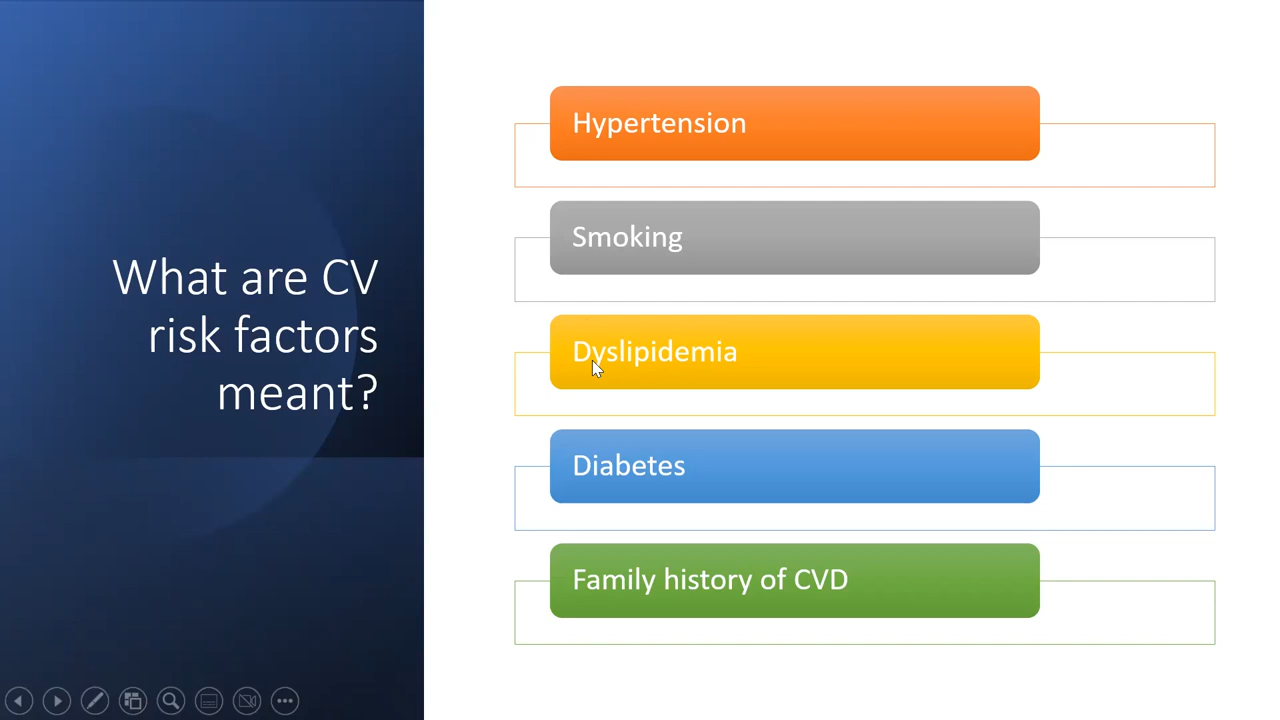 What are CV
risk factors
meant?
Hypertension
Smoking
Dyslipidemia
Diabetes
Family history of CVD